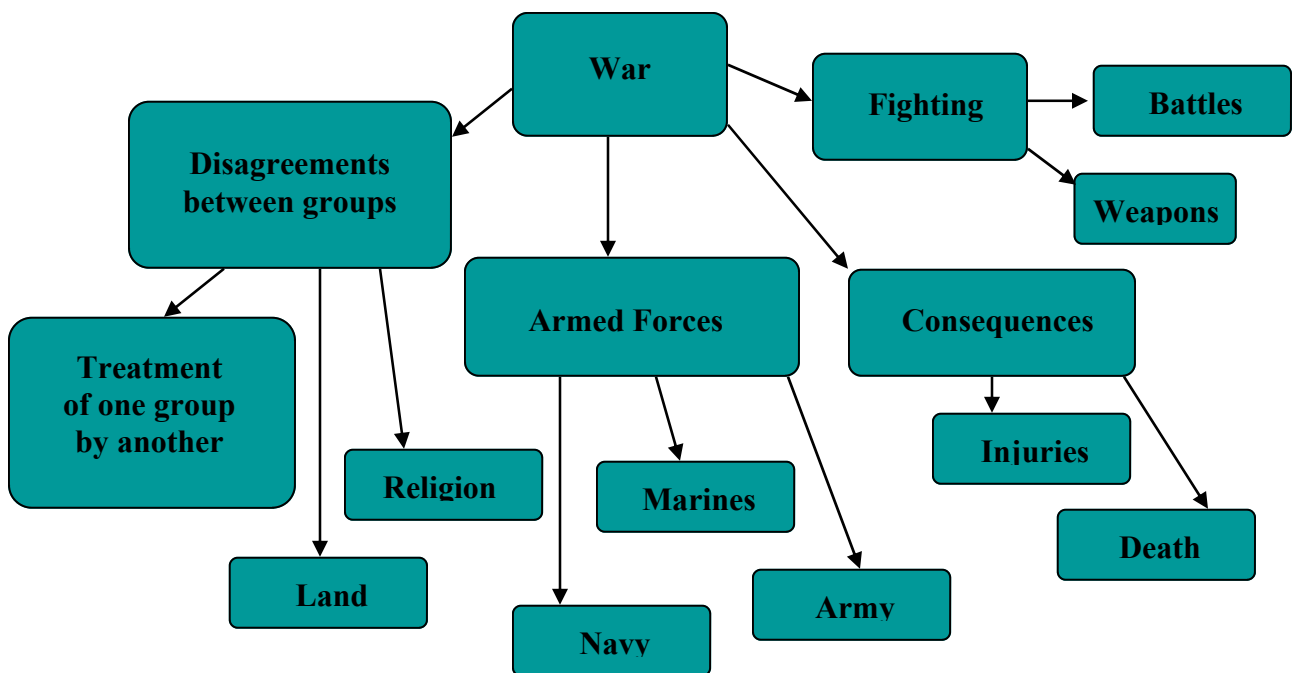 War
Fighting
Battles
Disagreements
between groups
Weapons
Armed Forces
Consequences
Treatment
of one group
by another
Religion
Marines
Injuries
Land
Navy
Army
Death